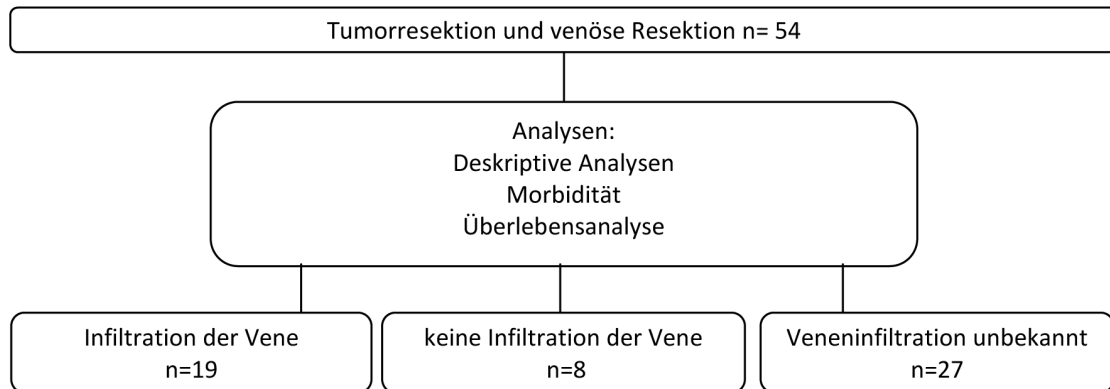 Tumorresektion und venöse Resektion n= 54
Analysen:
Deskriptive Analysen
Morbidität
Überlebensanalyse
Infiltration der Vene
n=19
keine Infiltration der Vene
n=8
Veneninfiltration unbekannt
n=27